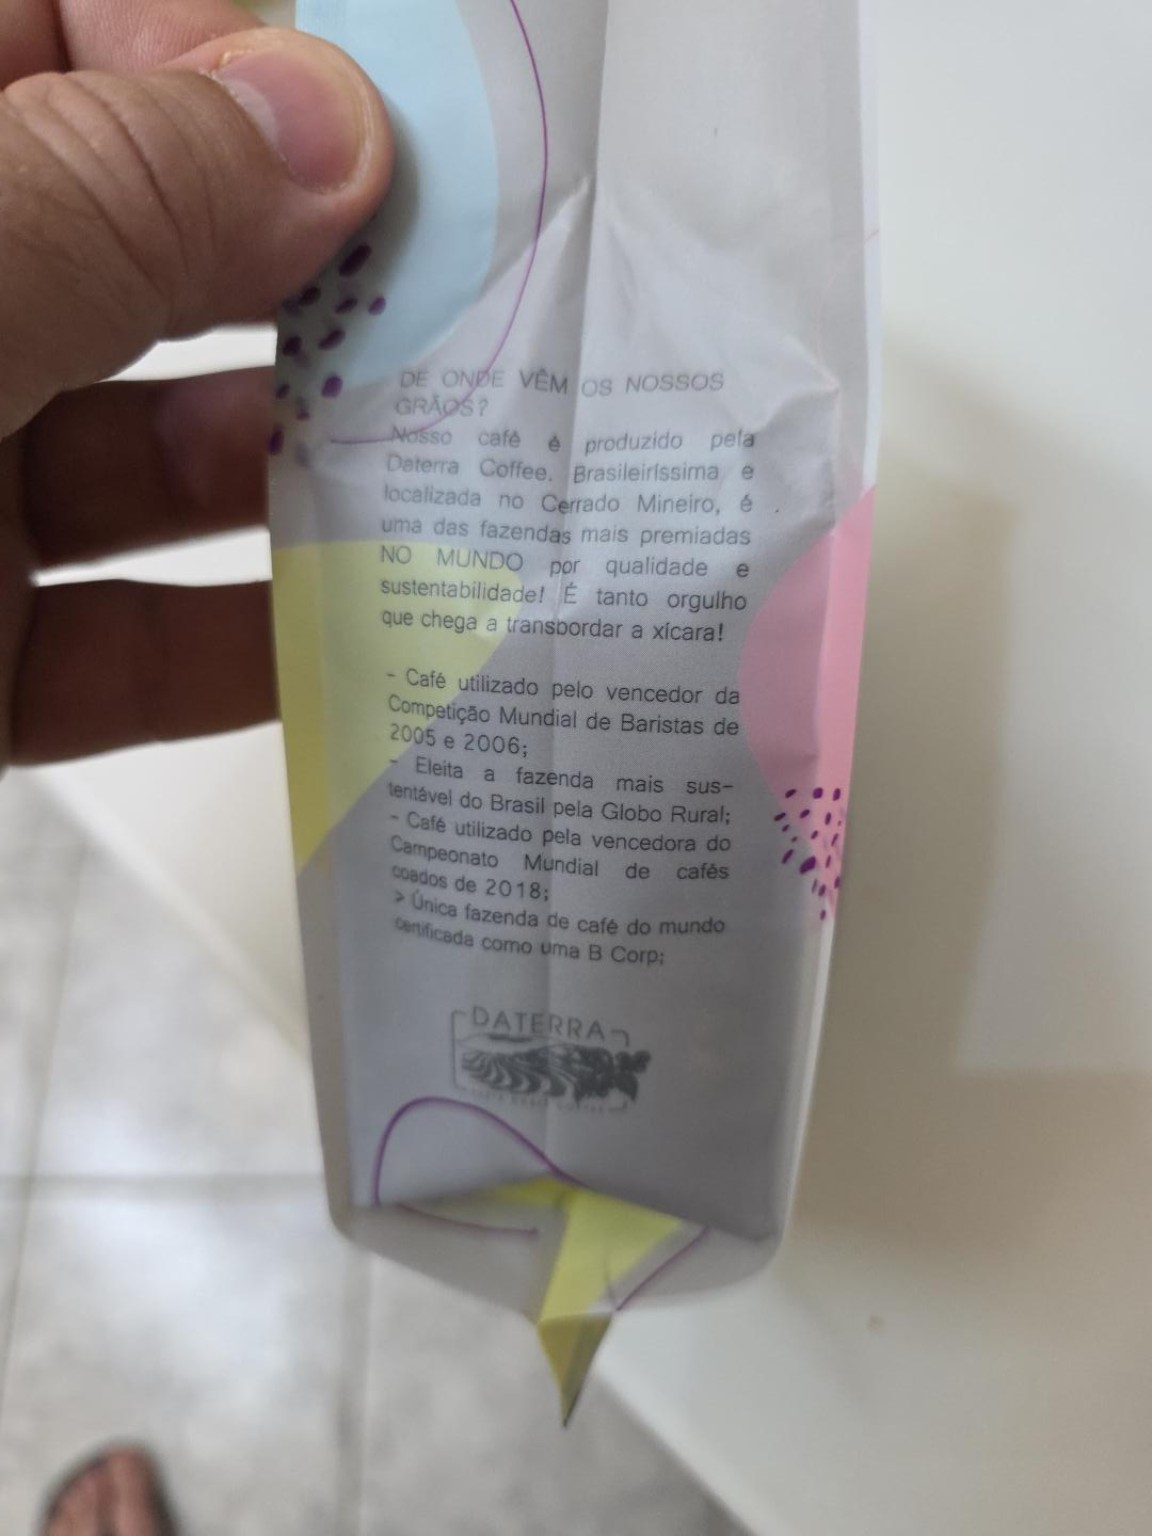 DE ONDE VÊM OS NOSSOS
GRÃOS?
Nosso café é produzido pela
Daterra Coffee. Brasileiríssima e
localizada no Cerrado Mineiro, é
uma das fazendas mais premiadas
NO MUNDO por qualidade e
sustentabilidade! É tanto orgulho
que chega a transbordar a xícara!
- Café utilizado pelo vencedor da
Competição Mundial de Baristas de
2005 e 2006;
- Eleita a fazenda mais sus-
tentável do Brasil pela Globo Rural;
- Café utilizado pela vencedora do
Campeonato Mundial de cafés
coados de 2018;
> Única fazenda de café do mundo
certificada como uma B Corp;
DATERRA